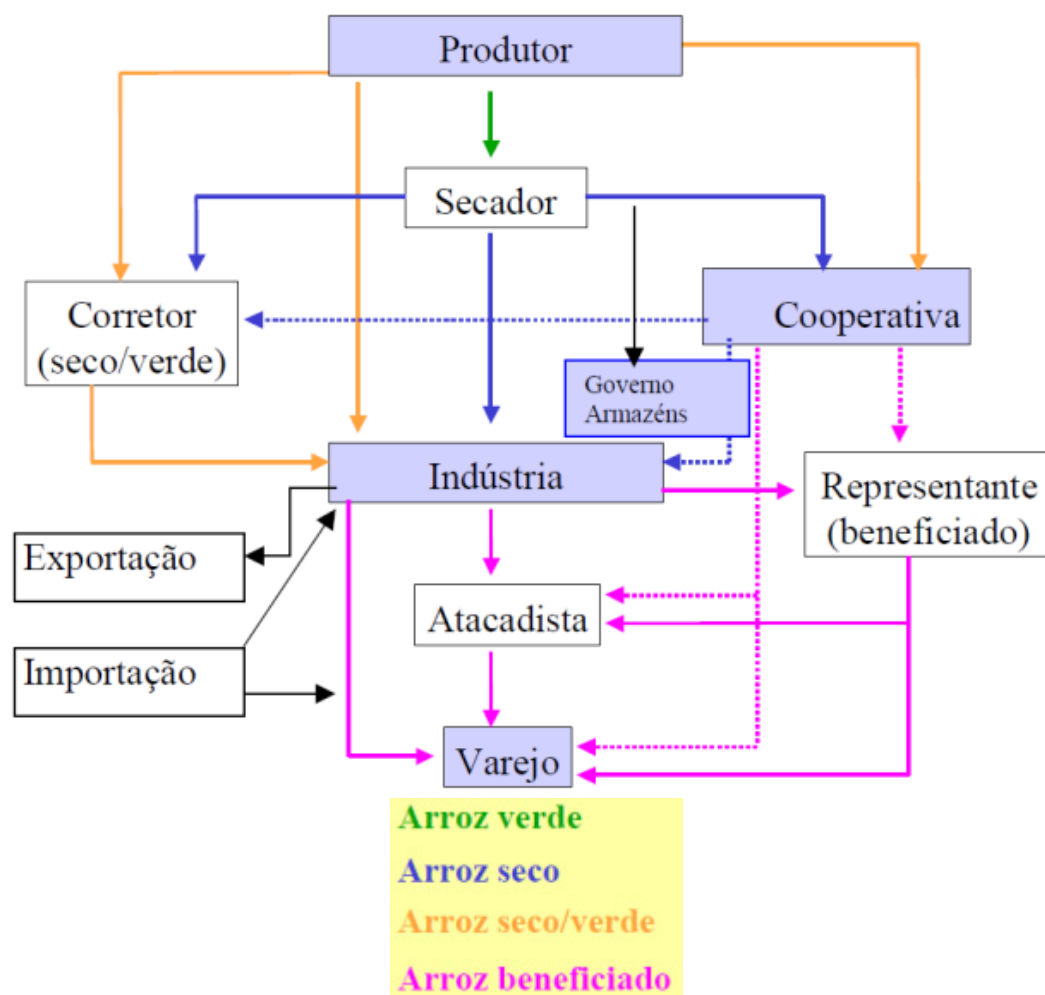 Produtor
Secador
Corretor
(seco/verde)
Cooperativa
Governo
Armazéns
Indústria
Representante
(beneficiado)
Exportação
Atacadista
Importação
Varejo
Arroz verde
Arroz seco
Arroz seco/verde
Arroz beneficiado